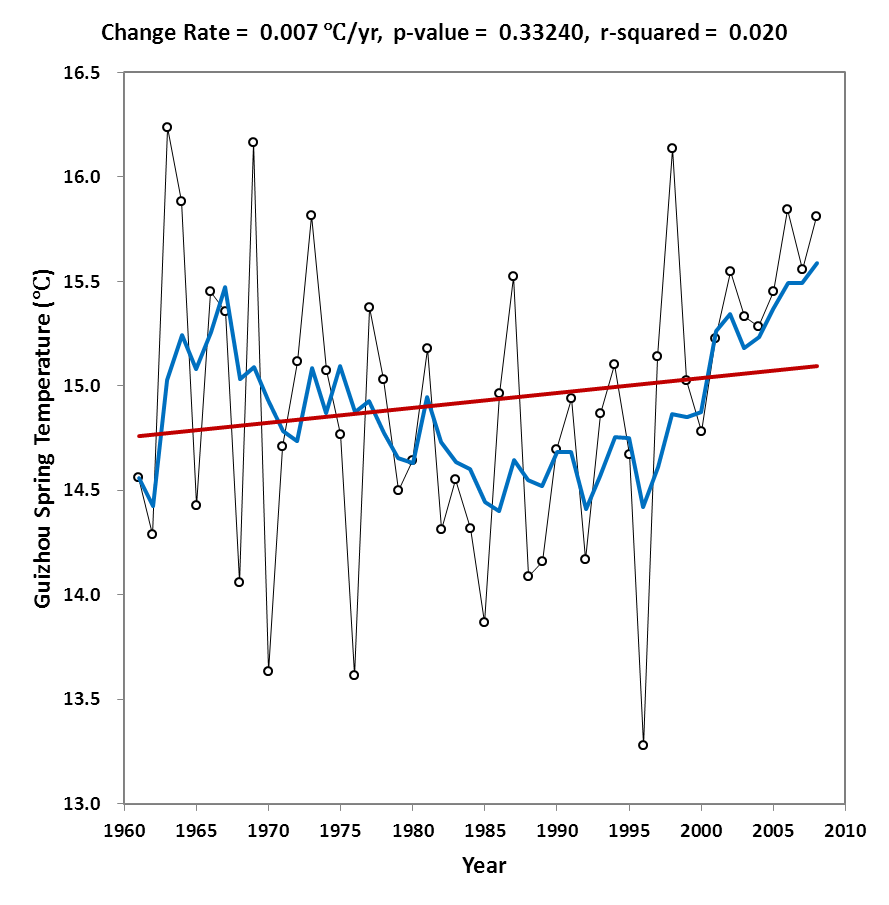 Change Rate = 0.007 ℃/yr, p-value = 0.33240, r-squared = 0.020
16.5
16.0
15.5
15.0
14.5
14.0
13.5
13.0
Guizhou Spring Temperature (℃)
1960 1965 1970 1975 1980 1985 1990 1995 2000 2005 2010
Year